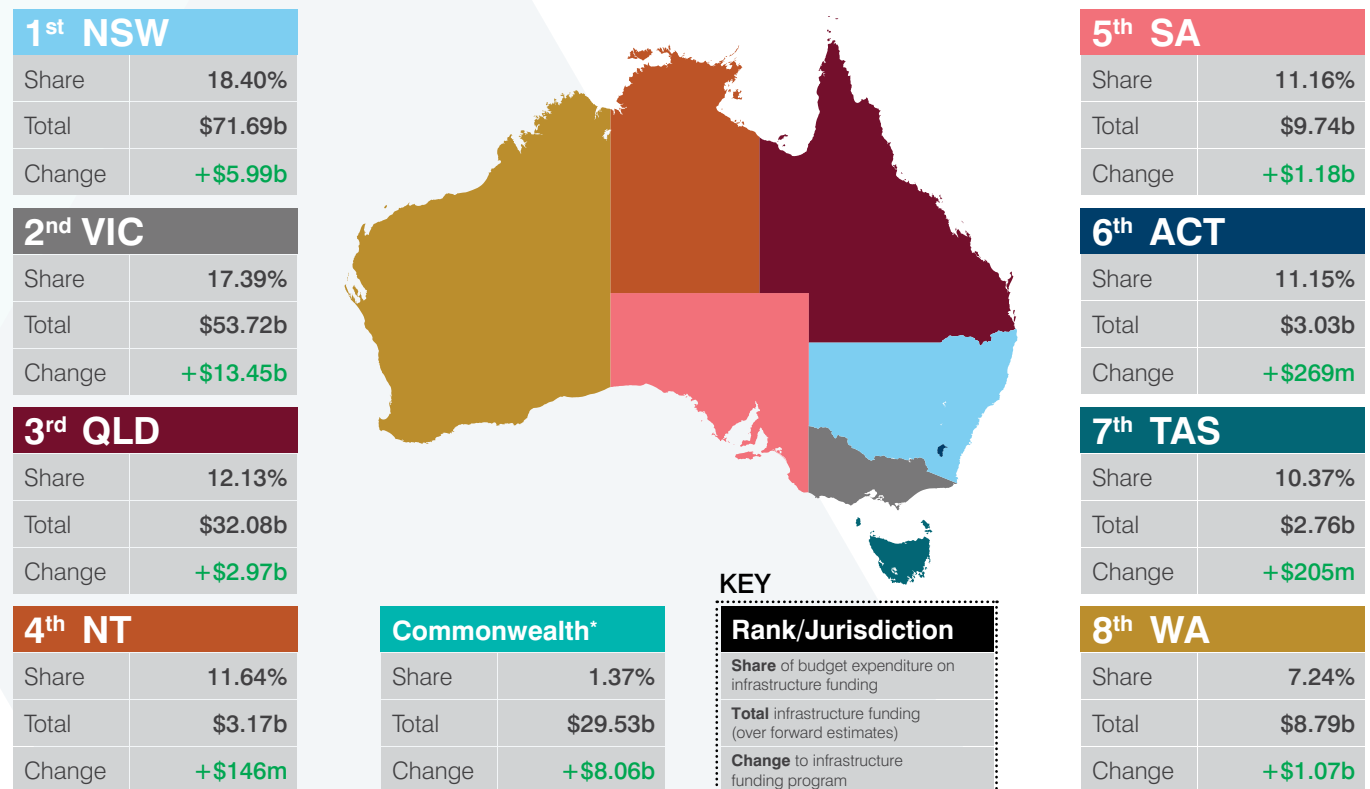 1st NSW
Share 18.40%
Total $71.69b
Change +$5.99b
2nd VIC
Share 17.39%
Total $53.72b
Change +$13.45b
3rd QLD
Share 12.13%
Total $32.08b
Change +$2.97b
4th NT
Share 11.64%
Total $3.17b
Change +$146m
Commonwealth*
Share 1.37%
Total $29.53b
Change +$8.06b
KEY
Rank/Jurisdiction
Share of budget expenditure on
infrastructure funding
Total infrastructure funding
(over forward estimates)
Change to infrastructure
funding program
5th SA
Share 11.16%
Total $9.74b
Change +$1.18b
6th ACT
Share 11.15%
Total $3.03b
Change +$269m
7th TAS
Share 10.37%
Total $2.76b
Change +$205m
8th WA
Share 7.24%
Total $8.79b
Change +$1.07b